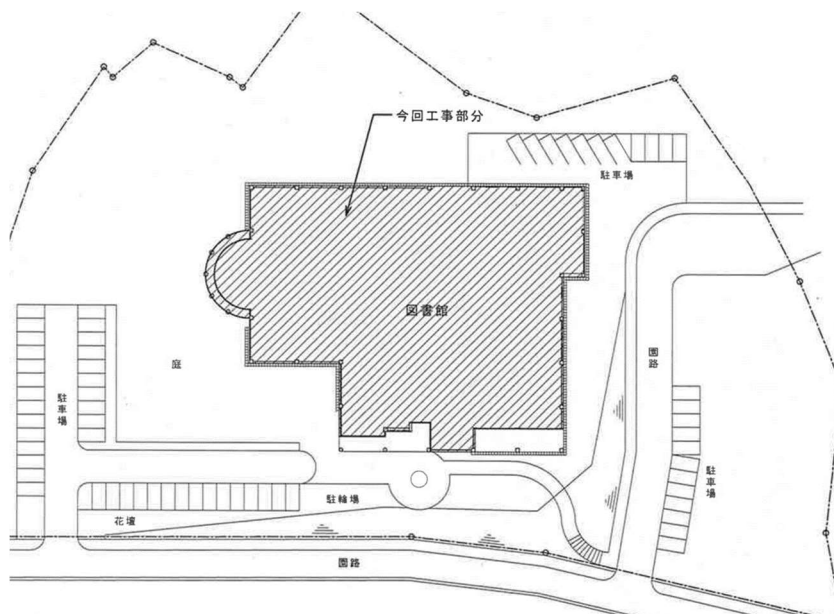 今回工事部分
駐車場
図書館
園路
庭
駐車場
駐車場
駐輪場
花壇
園路